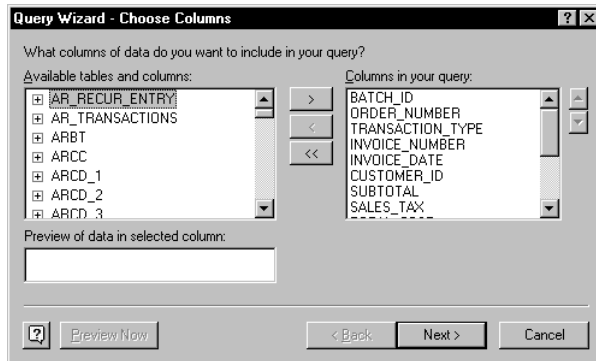 Query Wizard - Choose Columns
What columns of data do you want to include in your query?
Available tables and columns:
AR_RECUR_ENTRY
AR_TRANSACTIONS
ARBT
ARCC
ARCD_1
ARCD_2
ARCD_3
>
<
<<
Columns in your query:
BATCH_ID
ORDER_NUMBER
TRANSACTION_TYPE
INVOICE_NUMBER
INVOICE_DATE
CUSTOMER_ID
SUBTOTAL
SALES_TAX
Preview of data in selected column:
Preview Now
< Back
Next >
Cancel